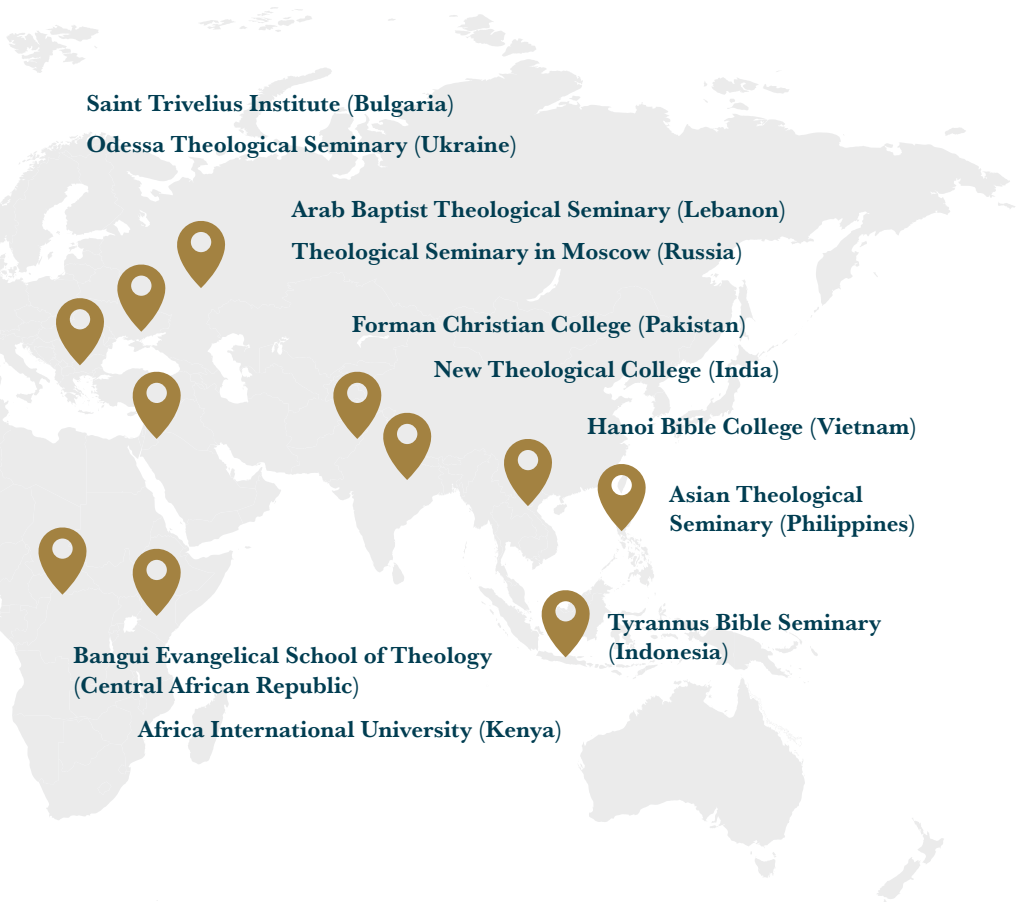 Saint Trivelius Institute (Bulgaria)
Odessa Theological Seminary (Ukraine)
Arab Baptist Theological Seminary (Lebanon)
Theological Seminary in Moscow (Russia)
Forman Christian College (Pakistan)
New Theological College (India)
Hanoi Bible College (Vietnam)
Asian Theological
Seminary (Philippines)
Tyrannus Bible Seminary
(Indonesia)
Bangui Evangelical School of Theology
(Central African Republic)
Africa International University (Kenya)